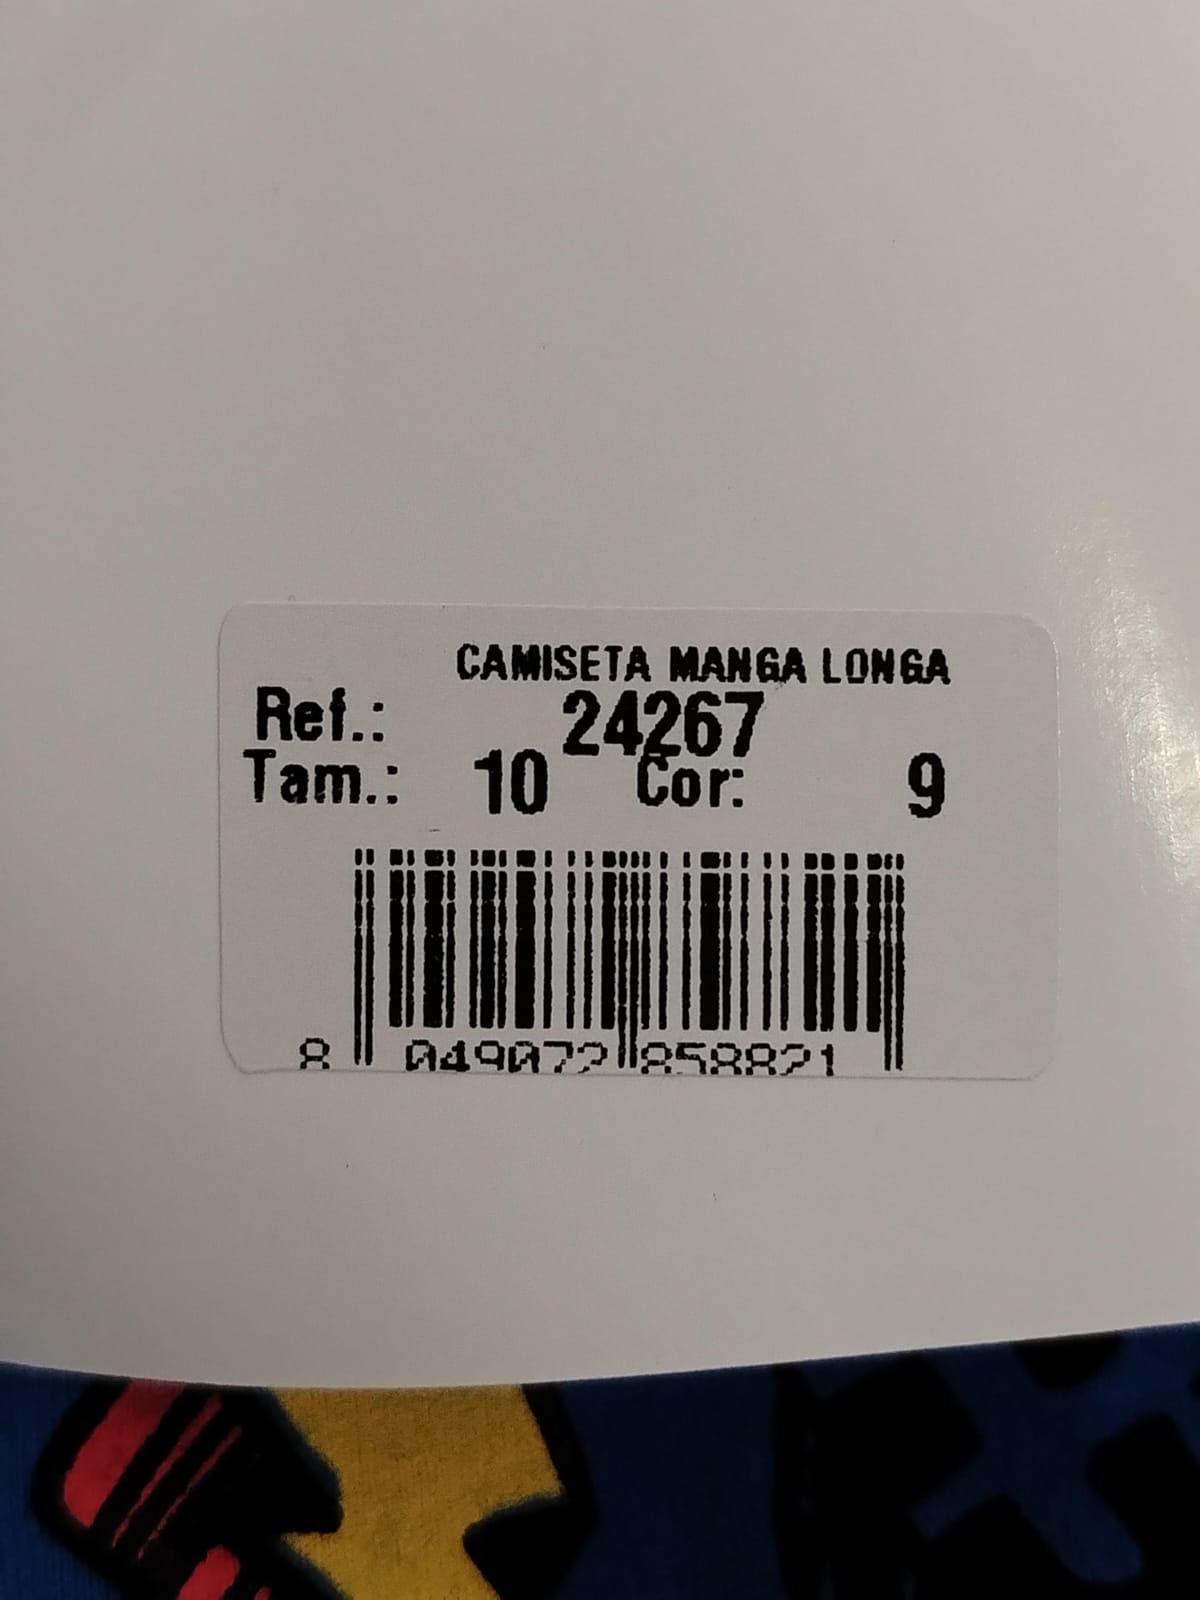 CAMISETA MANGA LONGA
Ref.: 24267
Tam.: 10 Cor: 9
8 049072 858821